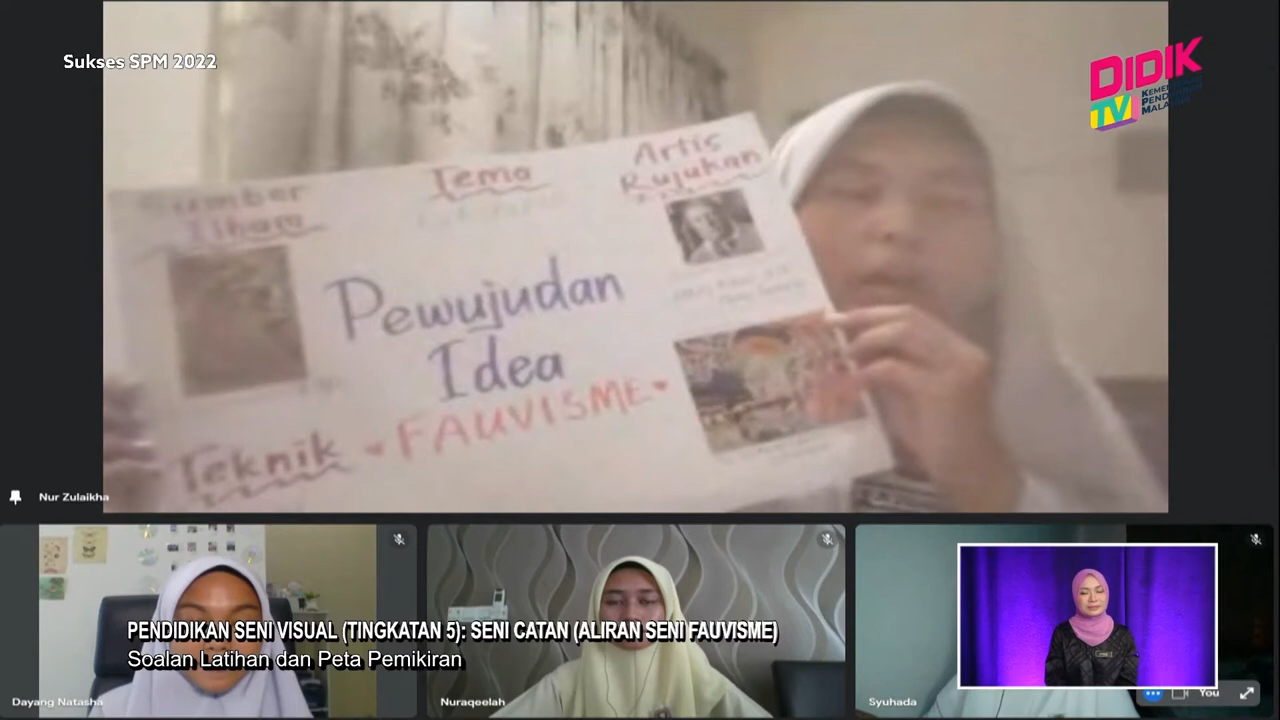 Sukses SPM 2022
DIDIK
TV
Sumber
Ilham
Tema
Artis
Rujukan
Pewujudan
Idea
Teknik
FAUVISME
Nur Zulaikha
PENDIDIKAN SENI VISUAL (TINGKATAN 5): SENI CATAN (ALIRAN SENI FAUVISME)
Soalan Latihan dan Peta Pemikiran
Dayang Natasha
Nuraqeelah
Syuhada
You